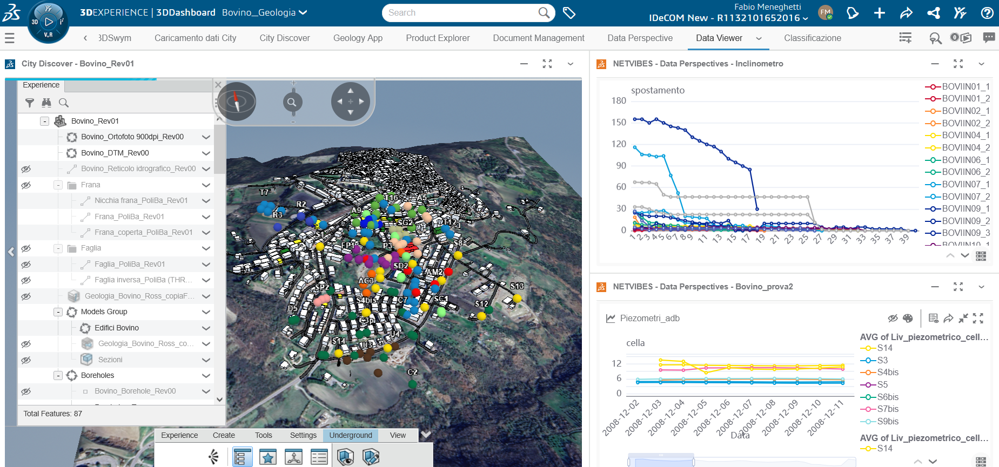 3DEXPERIENCE | 3DDashboard Bovino_Geologia
Search
Fabio Meneghetti
IDeCOM New - R1132101652016
FM
3D
V.R
3DSwym
Caricamento dati City
City Discover
Geology App
Product Explorer
Document Management
Data Perspective
Data Viewer
Classificazione
0
City Discover - Bovino_Rev01
Experience
Bovino_Rev01
Bovino_Ortofoto 900dpi_Rev00
Bovino_DTM_Rev00
Bovino_Reticolo idrografico_Rev00
Frana
Nicchia frana_PoliBa_Rev01
Frana_PoliBa_Rev01
Frana_coperta_PoliBa_Rev01
Faglia
Faglia_PoliBa_Rev01
Faglia inversa_PoliBa (THR...
Geologia_Bovino_Ross_copiaF...
Models Group
Edifici Bovino
Geologia_Bovino_Ross_co...
Sezioni
Boreholes
Bovino_Borehole_Rev00
Total Features: 87
T7
R2
R3
A9
T16
A5
SG2
T12
S1
P3
S8
SD2
AM2
AC3
SP2
S4bis
C7
SC1
S13
S12
D5
C3p
S14
U3
U4
C2
Experience
Create
Tools
Settings
Underground
View
NETVIBES - Data Perspectives - Inclinometro
spostamento
180
150
120
90
60
30
0
1 2 3 4 5 6 7 8 9 11 13 15 17 19 21 23 25 27 29 31 33 35 37 39
BOVIIN01_1
BOVIIN01_2
BOVIIN02_1
BOVIIN02_2
BOVIIN04_1
BOVIIN04_2
BOVIIN06_1
BOVIIN06_2
BOVIIN07_1
BOVIIN07_2
BOVIIN09_1
BOVIIN09_2
BOVIIN09_3
BOVIIN10_1
NETVIBES - Data Perspectives - Bovino_prova2
Piezometri_adb
cella
12
6
0
2008-12-02
2008-12-03
2008-12-04
2008-12-05
2008-12-06
2008-12-07
2008-12-08
2008-12-09
2008-12-10
2008-12-11
Data
AVG of Liv_piezometrico_cell...
S14
S3
S4bis
S5
S6bis
S7bis
S9bis
AVG of Liv_piezometrico_cell...
S14